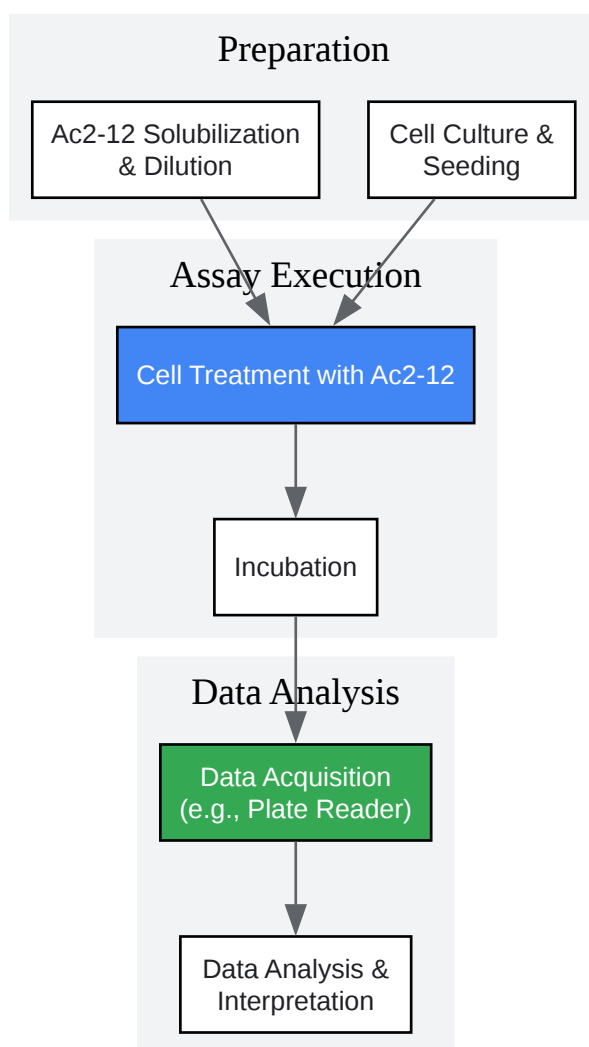 Preparation
Ac2-12 Solubilization
& Dilution
Cell Culture &
Seeding
Assay Execution
Cell Treatment with Ac2-12
Incubation
Data Analysis
Data Acquisition
(e.g., Plate Reader)
Data Analysis &
Interpretation